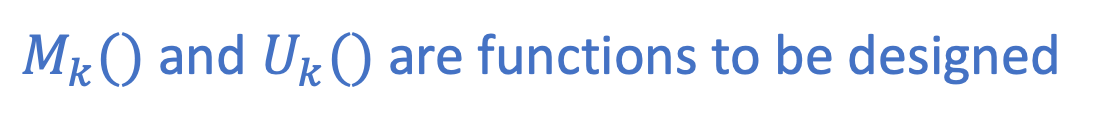 𝑀ₖ() and 𝑈ₖ() are functions to be designed